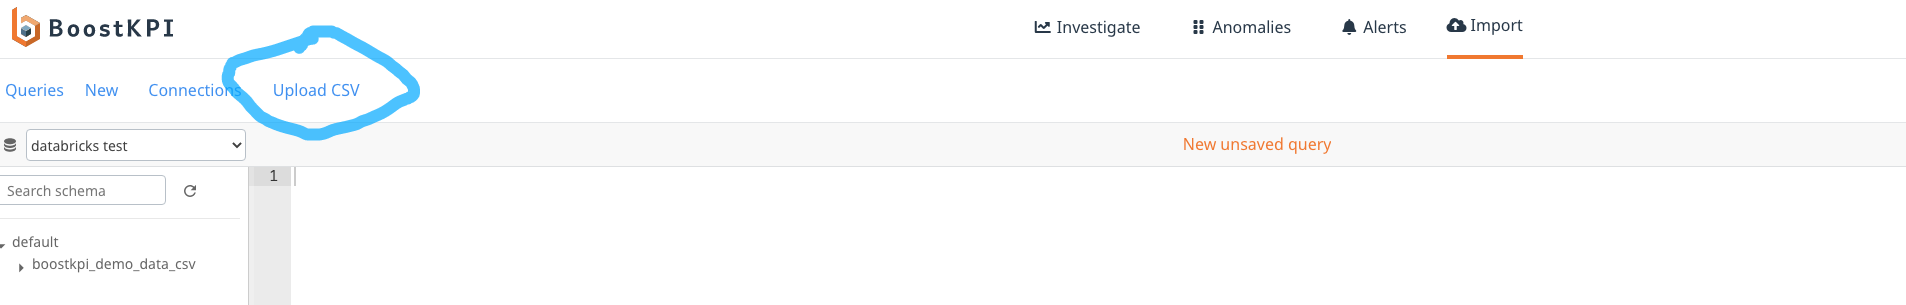 BoostKPI Investigate Anomalies Alerts Import
Queries New Connections Upload CSV
databricks test New unsaved query
Search schema 1
default
boostkpi_demo_data_csv